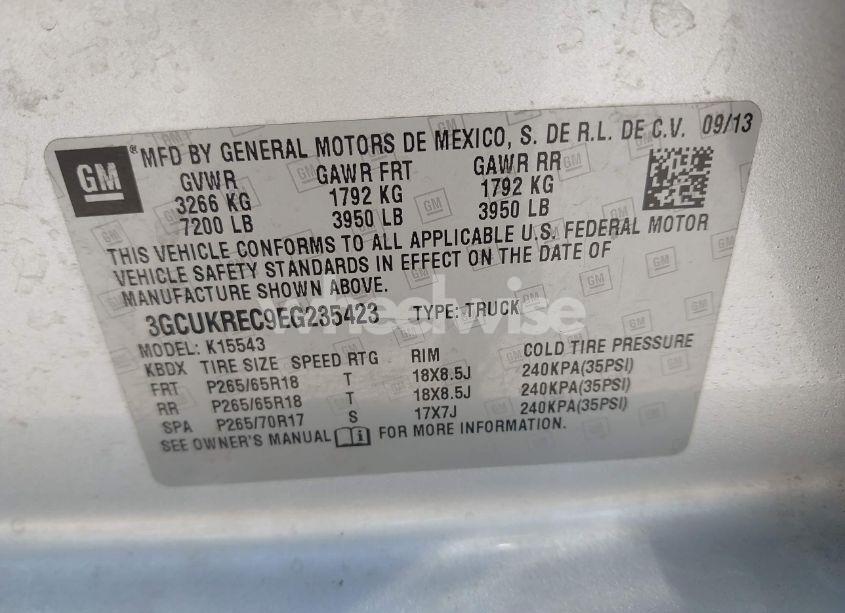 GM ® MFD BY GENERAL MOTORS DE MEXICO, S. DE R.L. DE C.V. 09/13
GVWR GAWR FRT GAWR RR
3266 KG 1792 KG 1792 KG
7200 LB 3950 LB 3950 LB
THIS VEHICLE CONFORMS TO ALL APPLICABLE U.S. FEDERAL MOTOR
VEHICLE SAFETY STANDARDS IN EFFECT ON THE DATE OF
MANUFACTURE SHOWN ABOVE.
3GCUKREC9EG235423 TYPE: TRUCK
MODEL: K15543
KBDX TIRE SIZE SPEED RTG RIM COLD TIRE PRESSURE
FRT P265/65R18 T 18X8.5J 240KPA(35PSI)
RR P265/65R18 T 18X8.5J 240KPA(35PSI)
SPA P265/70R17 S 17X7J 240KPA(35PSI)
SEE OWNER'S MANUAL FOR MORE INFORMATION.
wheelwise